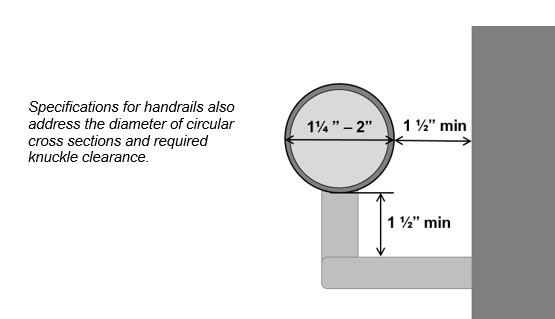 Specifications for handrails also
address the diameter of circular
cross sections and required
knuckle clearance.
1¼ ” – 2”
1 ½” min
1 ½” min